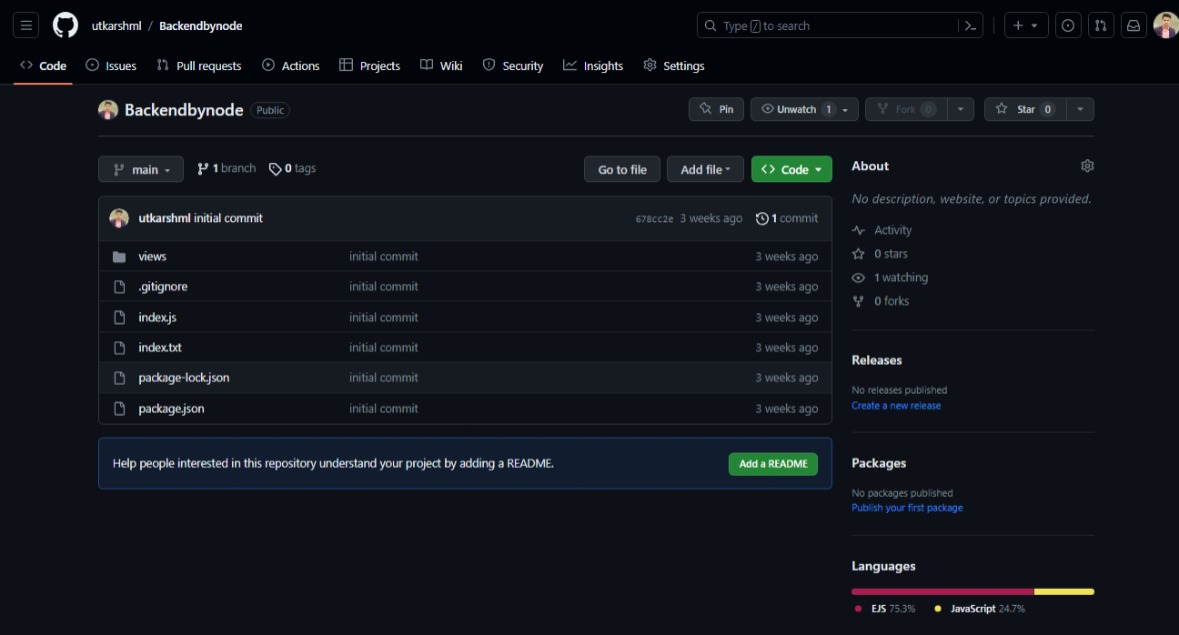 utkarshml / Backendbynode
Type / to search
Code Issues Pull requests Actions Projects Wiki Security Insights Settings
Backendbynode Public
Pin Unwatch 1 Fork 0 Star 0
main 1 branch 0 tags Go to file Add file Code
utkarshml initial commit 678cc2e 3 weeks ago 1 commit
views initial commit 3 weeks ago
.gitignore initial commit 3 weeks ago
index.js initial commit 3 weeks ago
index.txt initial commit 3 weeks ago
package-lock.json initial commit 3 weeks ago
package.json initial commit 3 weeks ago
Help people interested in this repository understand your project by adding a README. Add a README
About
No description, website, or topics provided.
Activity
0 stars
1 watching
0 forks
Releases
No releases published
Create a new release
Packages
No packages published
Publish your first package
Languages
EJS 75.3% JavaScript 24.7%